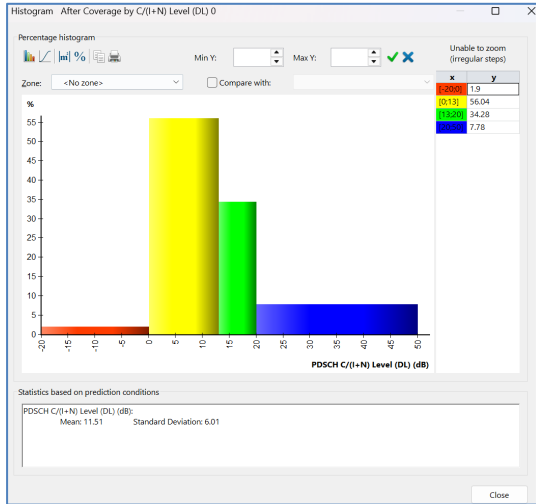 Histogram After Coverage by C/(I+N) Level (DL) 0
Percentage histogram
|m| % Min Y: Max Y:
Unable to zoom
(irregular steps)
Zone: <No zone> Compare with:
x y
[-20;0] 1.9
[0;13] 56.04
[13;20] 34.28
7.78
%
55
50
45
40
35
30
25
20
15
10
5
0
-20 -15 -10 -5 0 5 10 15 20 25 30 35 40 45 50
PDSCH C/(I+N) Level (DL) (dB)
Statistics based on prediction conditions
PDSCH C/(I+N) Level (DL) (dB):
Mean: 11.51 Standard Deviation: 6.01
Close